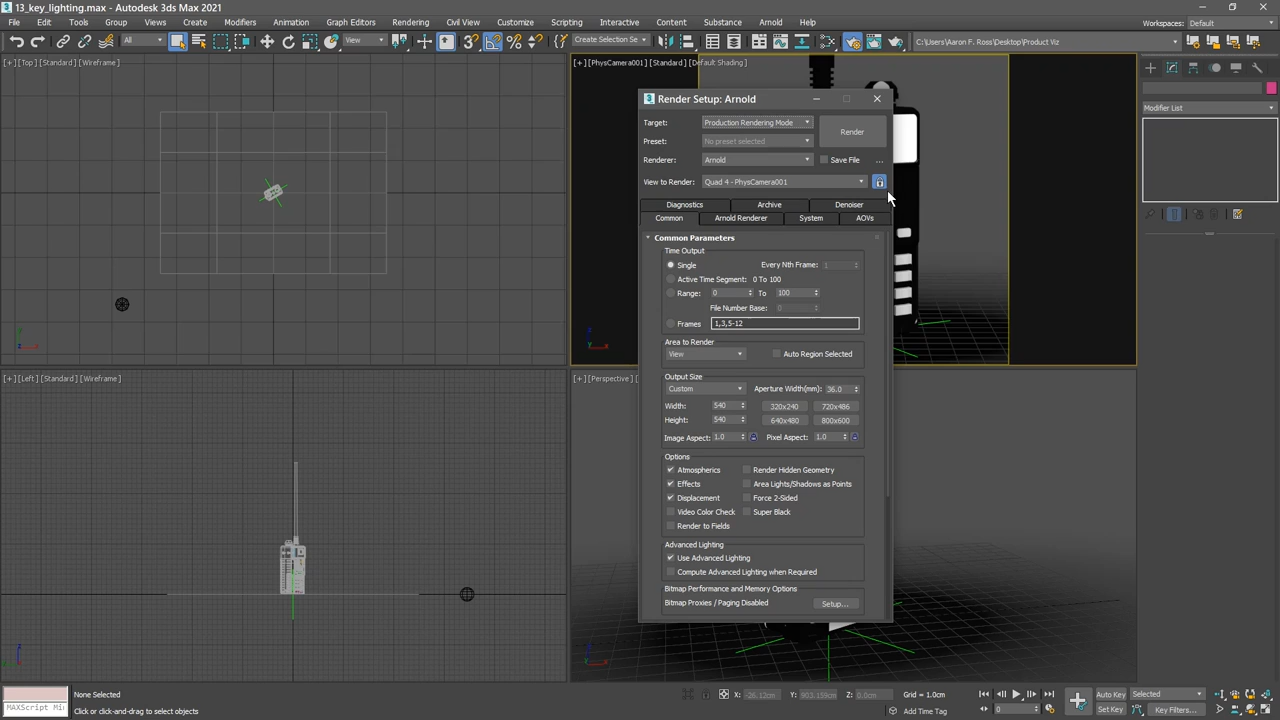 13_key_lighting.max - Autodesk 3ds Max 2021
File Edit Tools Group Views Create Modifiers Animation Graph Editors Rendering Civil View Customize Scripting Interactive Content Substance Arnold Help
Workspaces: Default
All View Create Selection Se C:\Users\Aaron F. Ross\Desktop\Product Viz
[+] [Top] [Standard] [Wireframe]
[+] [PhysCamera001] [Standard] [Default Shading]
Modifier List
Render Setup: Arnold
Target: Production Rendering Mode
Render
Preset: No preset selected
Renderer: Arnold Save File ...
View to Render: Quad 4 - PhysCamera001
Diagnostics Archive Denoiser
Common Arnold Renderer System AOVs
Common Parameters
Time Output
Single Every Nth Frame: 1
Active Time Segment: 0 To 100
Range: 0 To 100
File Number Base: 0
Frames 1,3,5-12
Area to Render
View Auto Region Selected
Output Size
Custom Aperture Width(mm): 36.0
Width: 540 320x240 720x486
Height: 540 640x480 800x600
Image Aspect: 1.0 Pixel Aspect: 1.0
Options
Atmospherics Render Hidden Geometry
Effects Area Lights/Shadows as Points
Displacement Force 2-Sided
Video Color Check Super Black
Render to Fields
Advanced Lighting
Use Advanced Lighting
Compute Advanced Lighting when Required
Bitmap Performance and Memory Options
Bitmap Proxies / Paging Disabled Setup...
[+] [Left] [Standard] [Wireframe]
[+] [Perspective]
None Selected
MAXScript Mi
Click or click-and-drag to select objects
X: -26.12cm Y: 903.159cm Z: 0.0cm Grid = 1.0cm
Add Time Tag
0
Auto Key Selected
Set Key Key Filters...